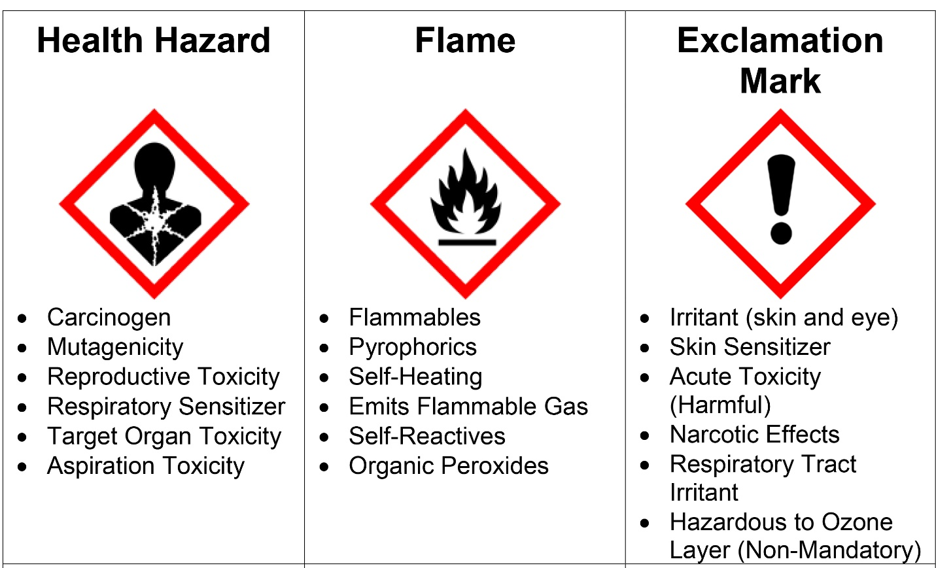 Health Hazard
Flame
Exclamation
Mark
• Carcinogen
• Mutagenicity
• Reproductive Toxicity
• Respiratory Sensitizer
• Target Organ Toxicity
• Aspiration Toxicity
• Flammables
• Pyrophorics
• Self-Heating
• Emits Flammable Gas
• Self-Reactives
• Organic Peroxides
• Irritant (skin and eye)
• Skin Sensitizer
• Acute Toxicity
(Harmful)
• Narcotic Effects
• Respiratory Tract
Irritant
• Hazardous to Ozone
Layer (Non-Mandatory)